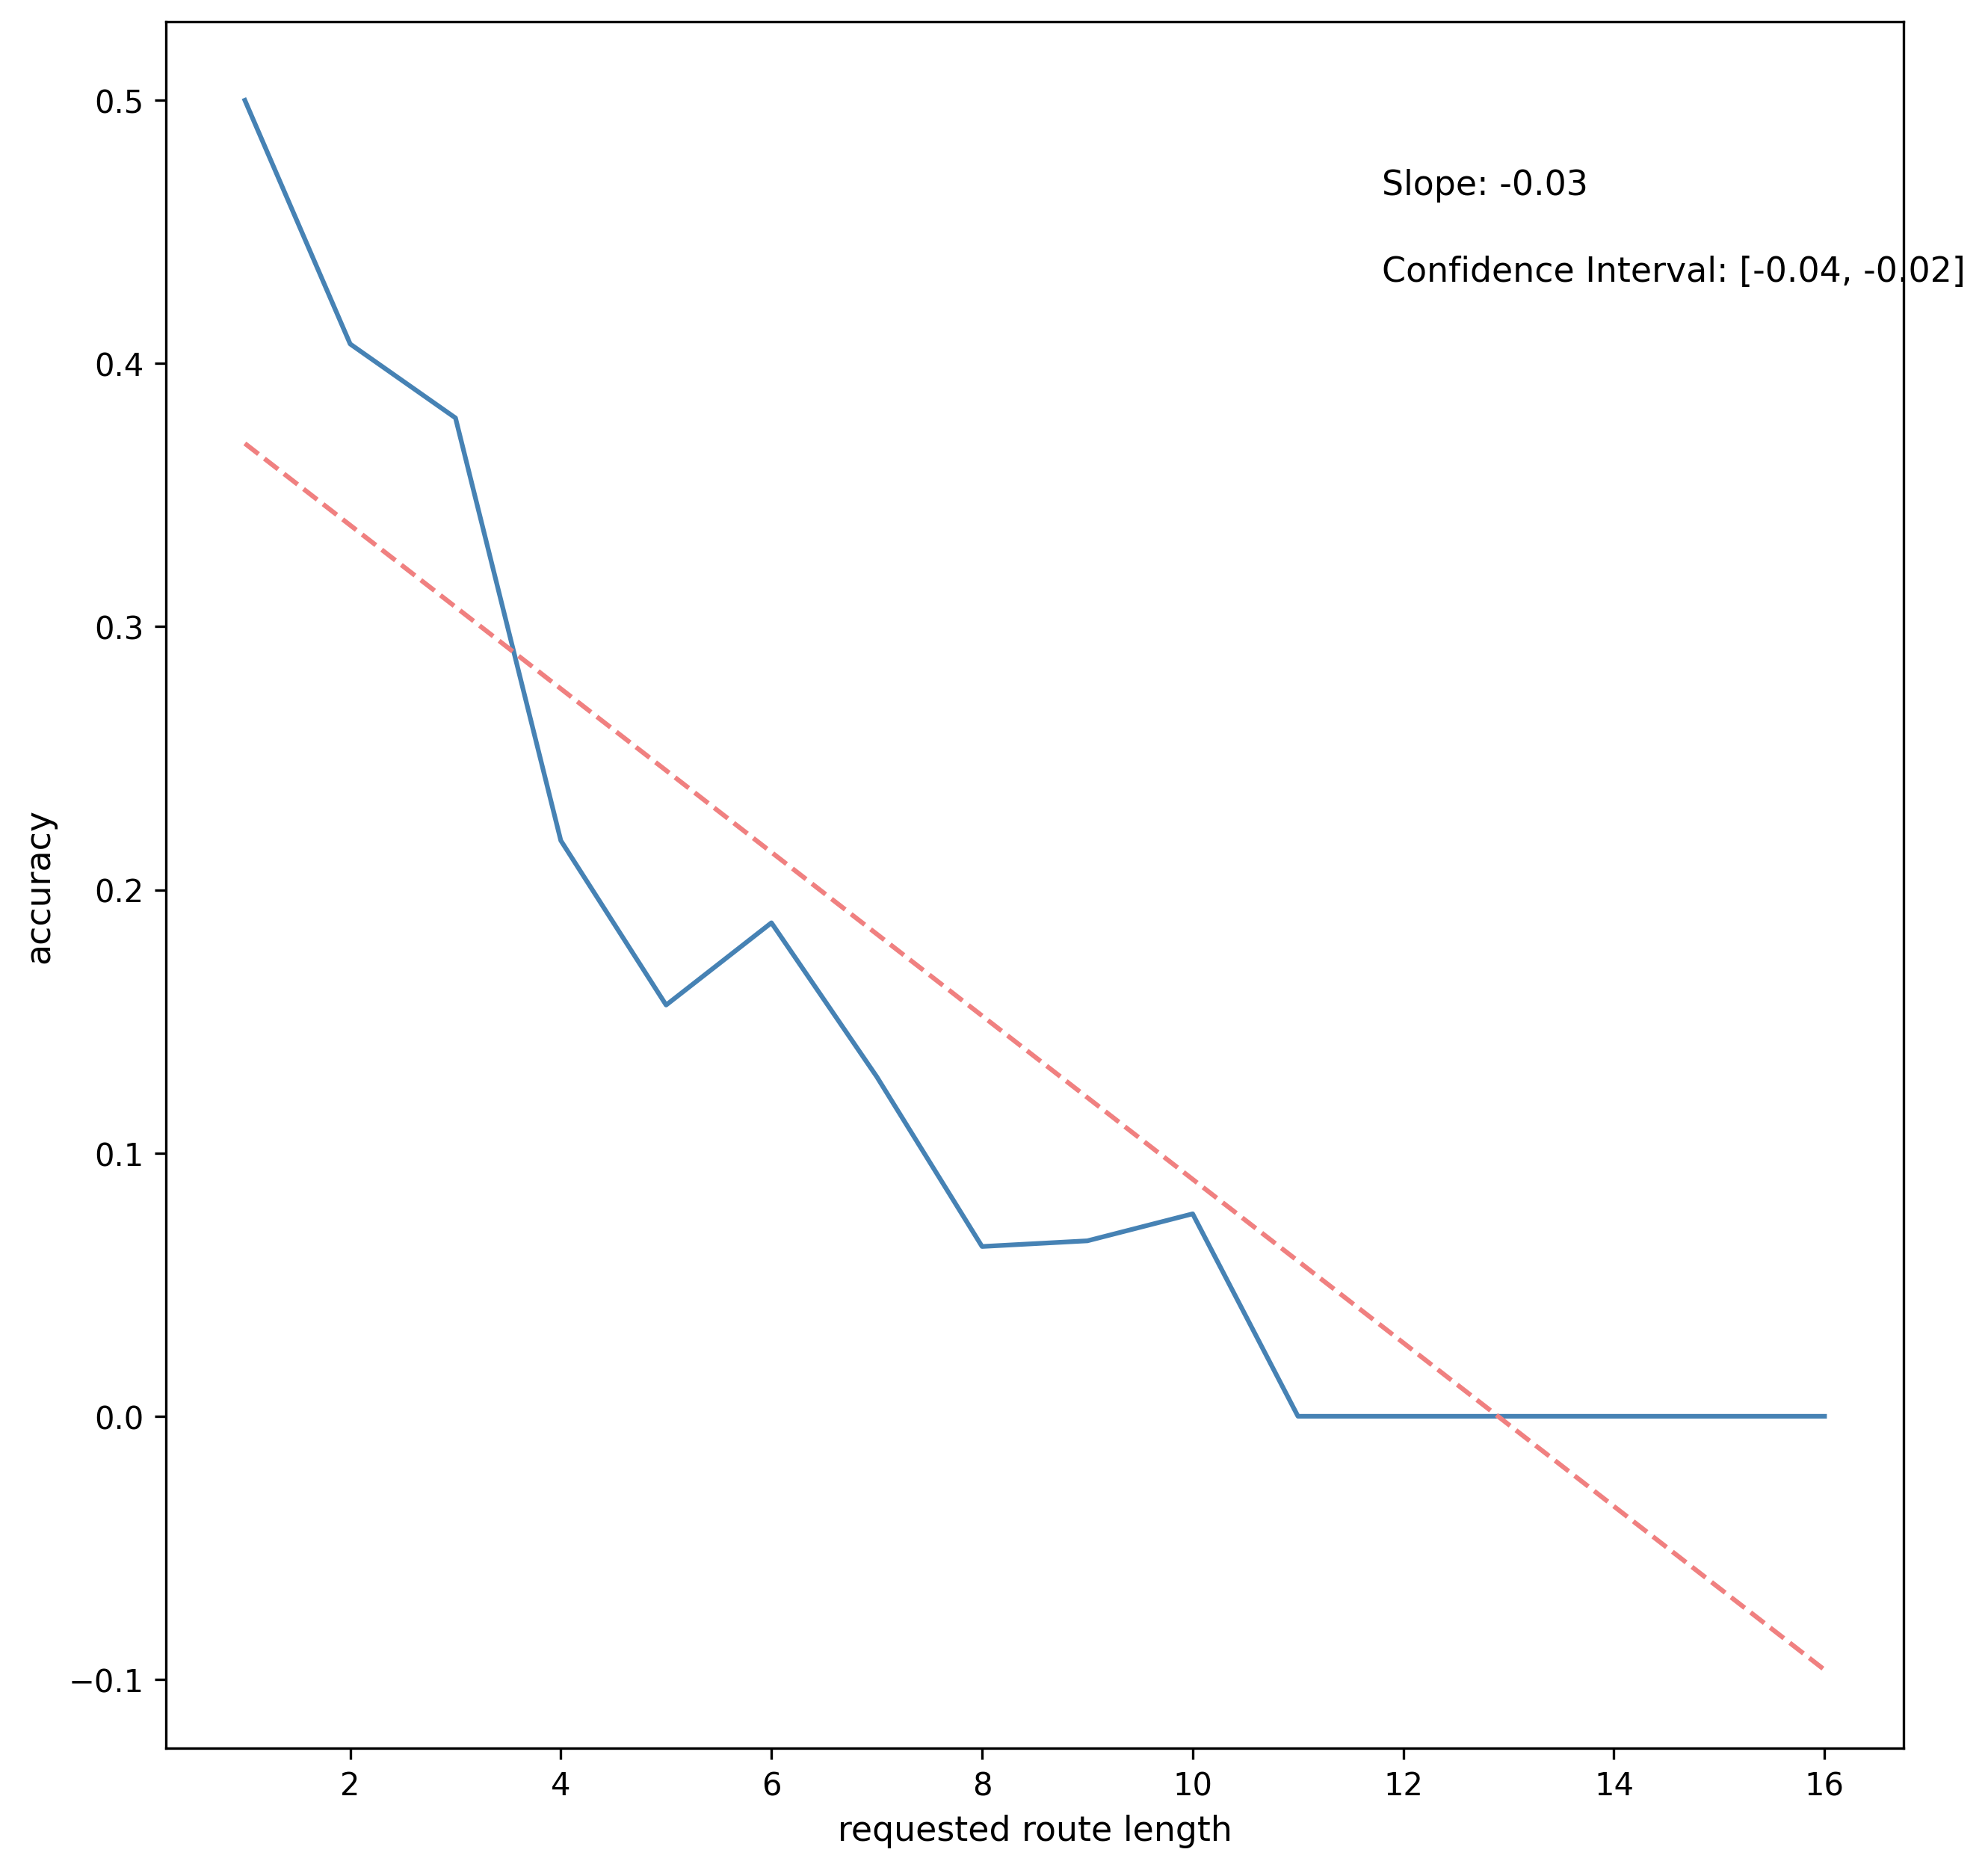 0.5
Slope: -0.03
Confidence Interval: [-0.04, -0.02]
0.4
0.3
accuracy
0.2
0.1
0.0
−0.1
2 4 6 8 10 12 14 16
requested route length